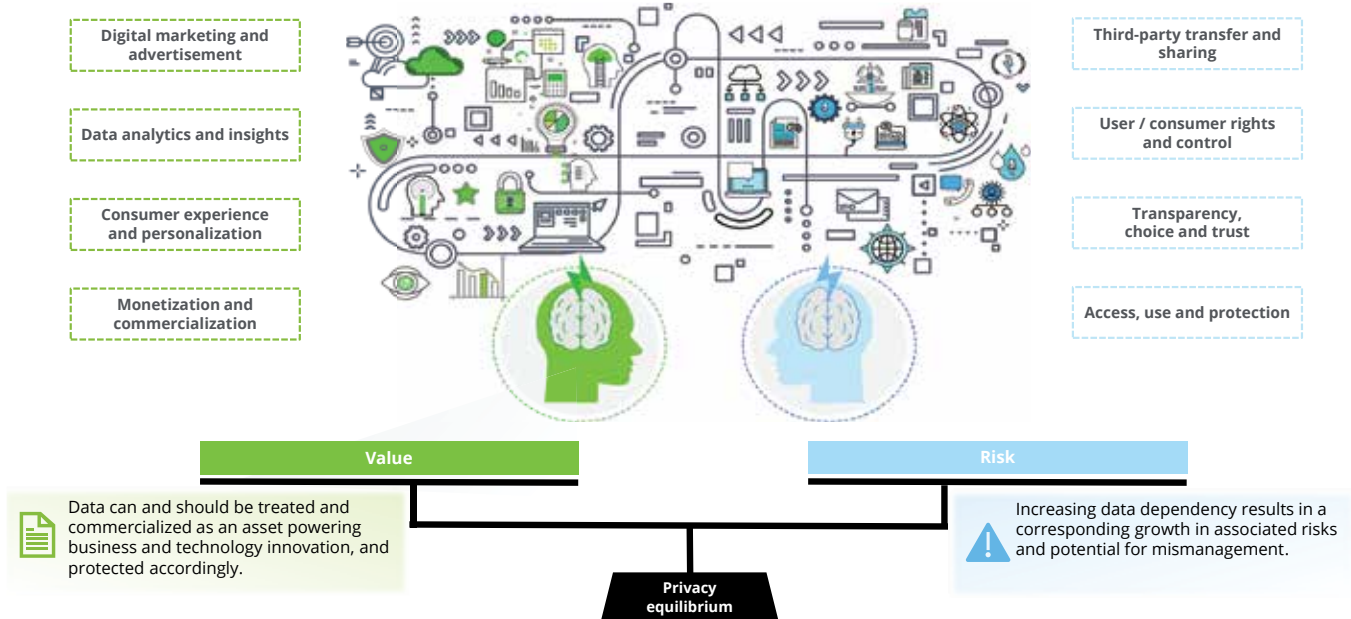 Digital marketing and
advertisement
Data analytics and insights
Consumer experience
and personalization
Monetization and
commercialization
Third-party transfer and
sharing
User / consumer rights
and control
Transparency,
choice and trust
Access, use and protection
Value
Risk
Data can and should be treated and
commercialized as an asset powering
business and technology innovation, and
protected accordingly.
Increasing data dependency results in a
corresponding growth in associated risks
and potential for mismanagement.
Privacy
equilibrium